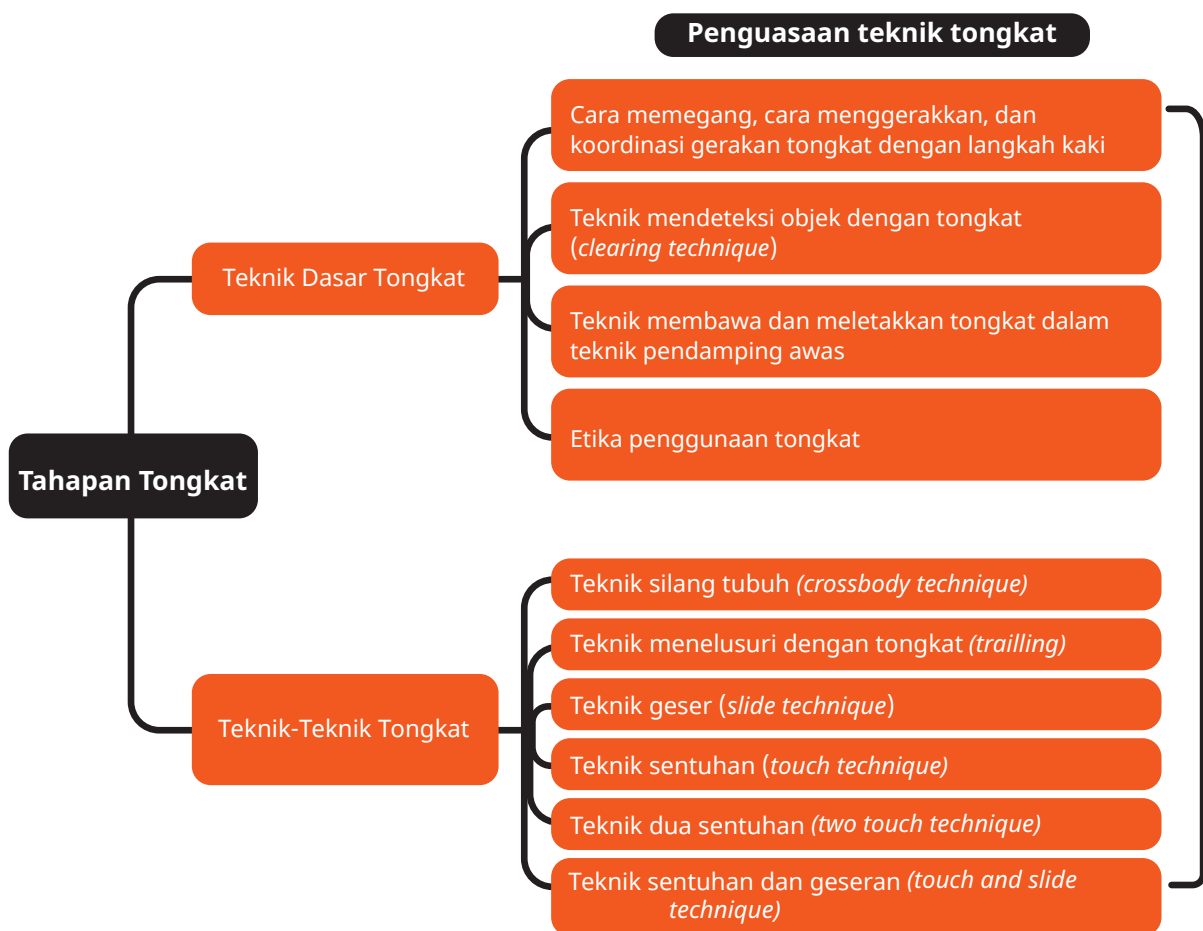 Penguasaan teknik tongkat
Cara memegang, cara menggerakkan, dan
koordinasi gerakan tongkat dengan langkah kaki
Teknik mendeteksi objek dengan tongkat
(clearing technique)
Teknik Dasar Tongkat
Teknik membawa dan meletakkan tongkat dalam
teknik pendamping awas
Etika penggunaan tongkat
Tahapan Tongkat
Teknik silang tubuh (crossbody technique)
Teknik menelusuri dengan tongkat (trailling)
Teknik geser (slide technique)
Teknik-Teknik Tongkat
Teknik sentuhan (touch technique)
Teknik dua sentuhan (two touch technique)
Teknik sentuhan dan geseran (touch and slide
technique)